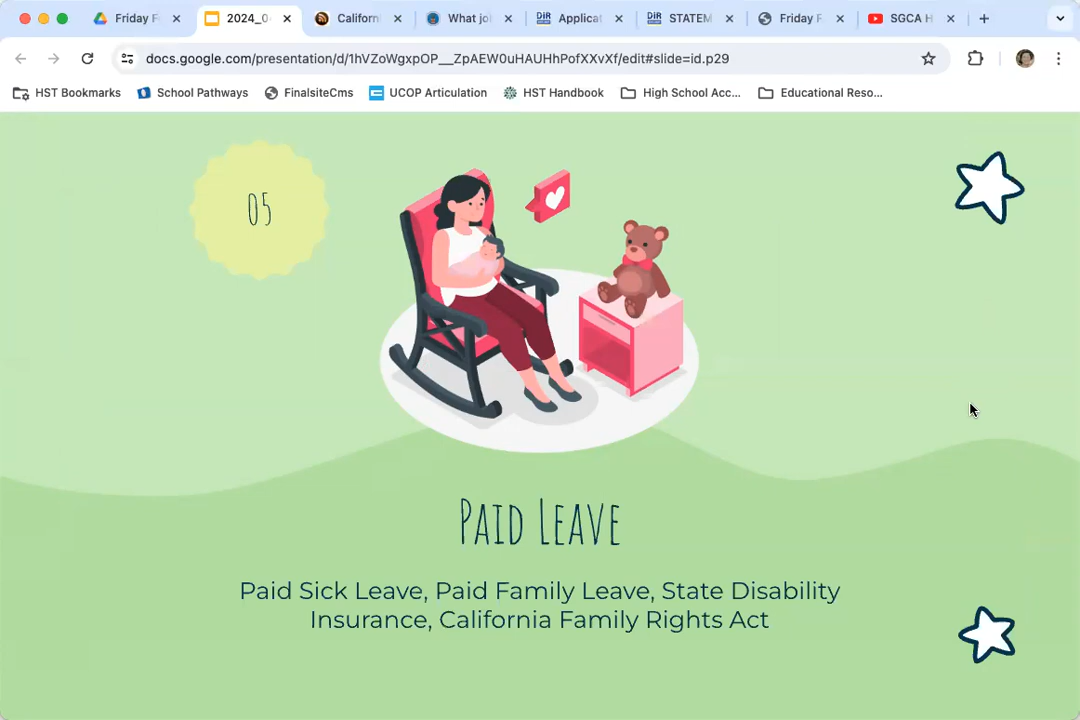 Friday F
2024_0
Californ
What jo
Applica
STATEM
Friday F
SGCA H
docs.google.com/presentation/d/1hVZoWgxpOP__ZpAEW0uHAUHhPofXXvXf/edit#slide=id.p29
HST Bookmarks
School Pathways
FinalsiteCms
UCOP Articulation
HST Handbook
High School Acc...
Educational Reso...
05
Paid Leave
Paid Sick Leave, Paid Family Leave, State Disability
Insurance, California Family Rights Act